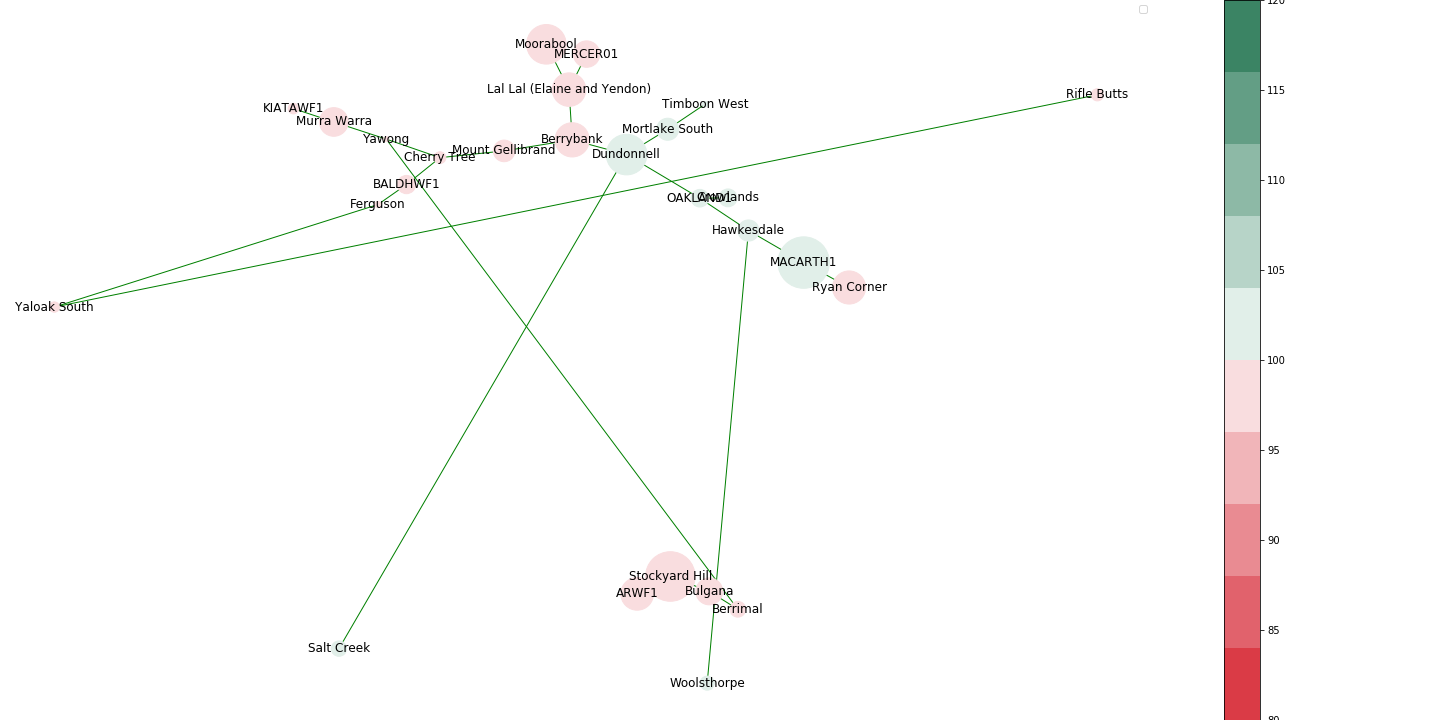 120
Moorabool
MERCER01
Lal Lal (Elaine and Yendon)
115
Rifle Butts
KIATAWF1
Timboon West
Murra Warra
Mortlake South
Yawong
Berrybank
Mount Gellibrand
Dundonnell
Cherry Tree
110
BALDHWF1
OAKLAND1
Crowlands
Ferguson
Hawkesdale
MACARTH1
105
Ryan Corner
Yaloak South
100
95
90
Stockyard Hill
Bulgana
ARWF1
Berrimal
85
Salt Creek
Woolsthorpe
80